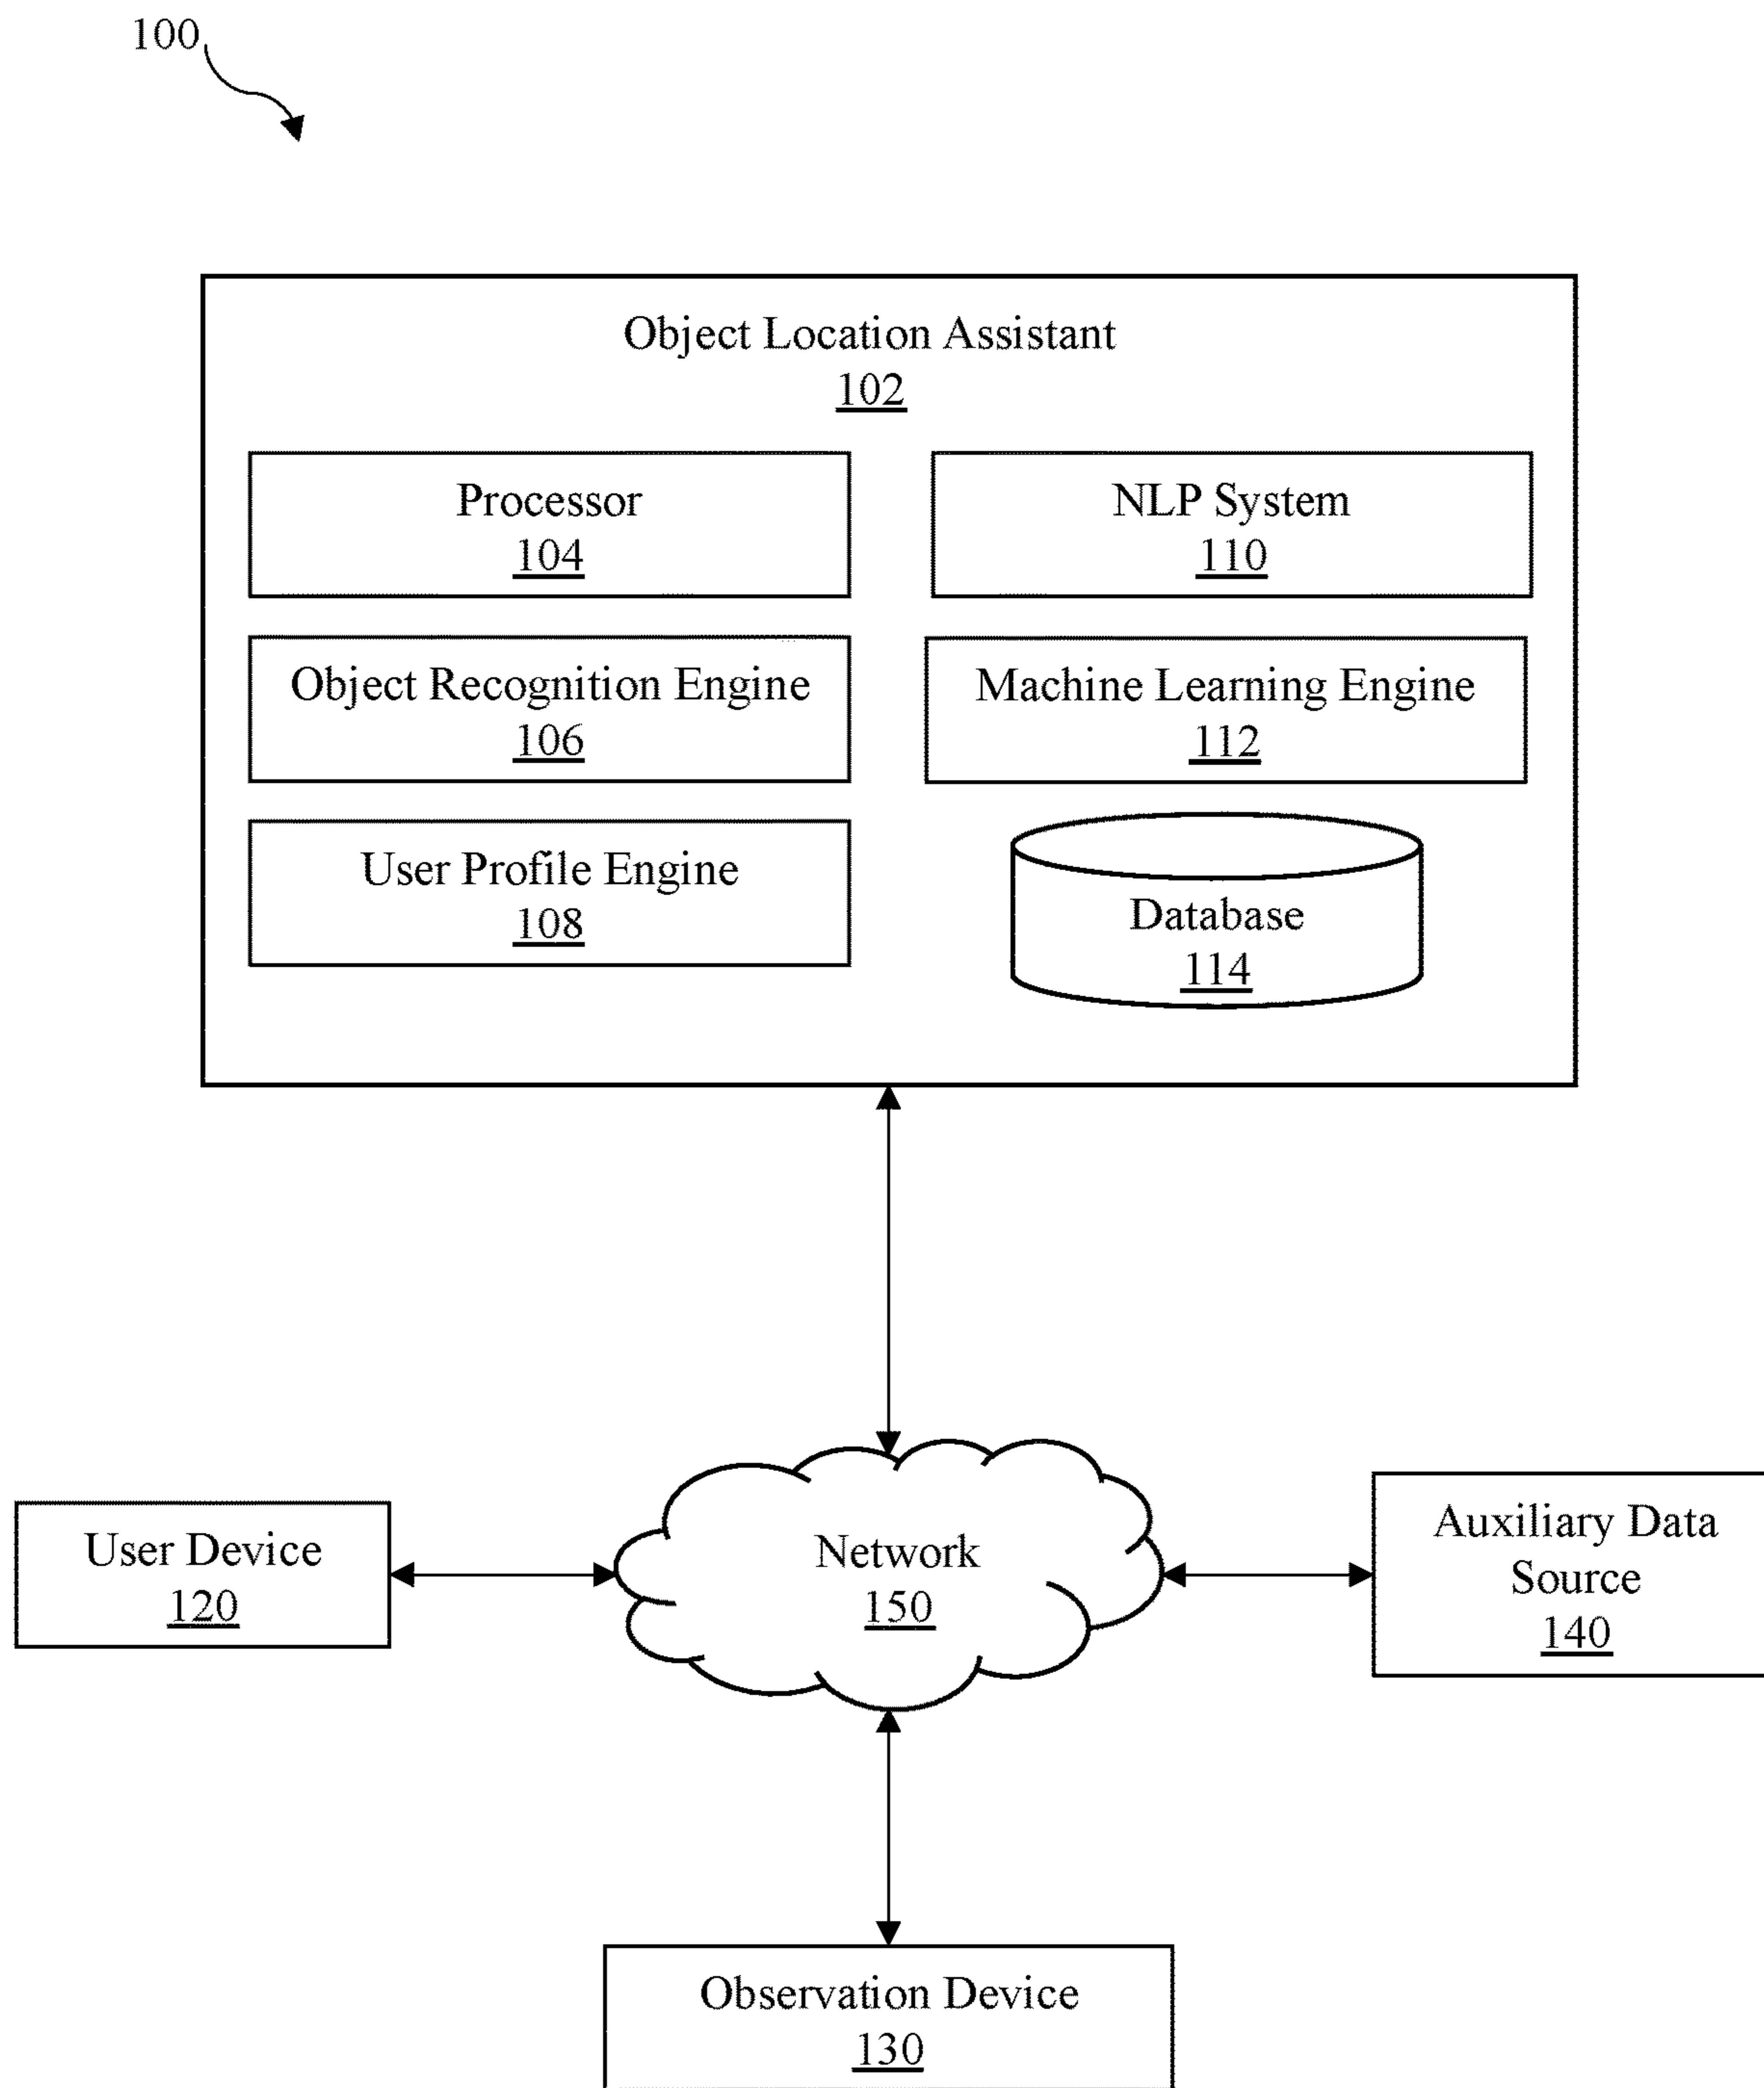 100
Object Location Assistant
102
Processor
104
NLP System
110
Object Recognition Engine
106
Machine Learning Engine
112
User Profile Engine
108
Database
114
User Device
120
Network
150
Auxiliary Data
Source
140
Observation Device
130